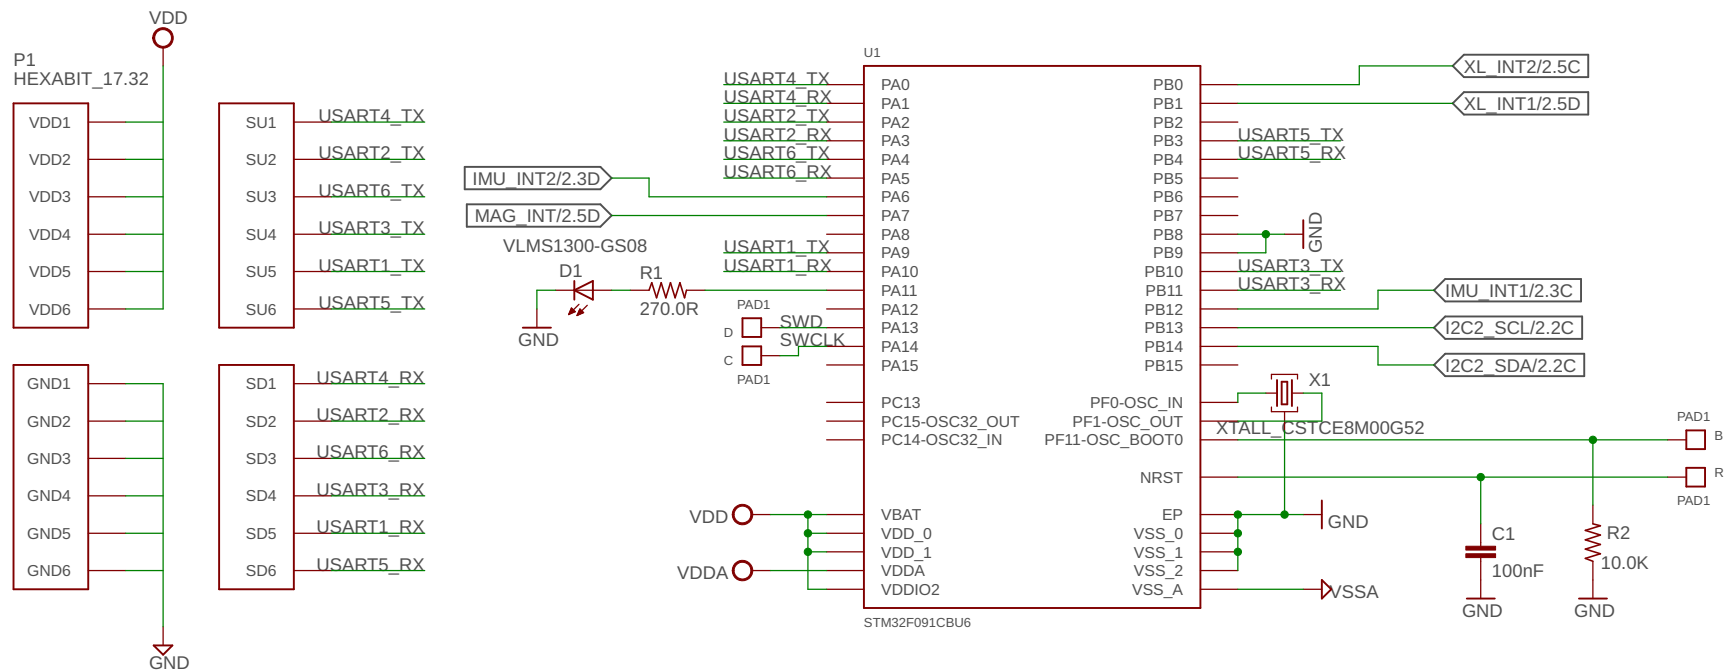 VDD
P1
HEXABIT_17.32
VDD1
VDD2
VDD3
VDD4
VDD5
VDD6
GND1
GND2
GND3
GND4
GND5
GND6
GND
SU1 USART4_TX
SU2 USART2_TX
SU3 USART6_TX
SU4 USART3_TX
SU5 USART1_TX
SU6 USART5_TX
SD1 USART4_RX
SD2 USART2_RX
SD3 USART6_RX
SD4 USART3_RX
SD5 USART1_RX
SD6 USART5_RX
IMU_INT2/2.3D
MAG_INT/2.5D
VLMS1300-GS08
D1
R1
270.0R
GND
PAD1
D
SWD
C
SWCLK
PAD1
VDD
VDDA
U1
USART4_TX PA0
USART4_RX PA1
USART2_TX PA2
USART2_RX PA3
USART6_TX PA4
USART6_RX PA5
PA6
PA7
PA8
USART1_TX PA9
USART1_RX PA10
PA11
PA12
PA13
PA14
PA15
PC13
PC15-OSC32_OUT
PC14-OSC32_IN
VBAT
VDD_0
VDD_1
VDDA
VDDIO2
STM32F091CBU6
PB0
PB1
PB2
PB3 USART5_TX
PB4 USART5_RX
PB5
PB6
PB7
PB8
PB9
PB10 USART3_TX
PB11 USART3_RX
PB12
PB13
PB14
PB15
PF0-OSC_IN
PF1-OSC_OUT
PF11-OSC_BOOT0
NRST
EP
VSS_0
VSS_1
VSS_2
VSS_A
XL_INT2/2.5C
XL_INT1/2.5D
GND
IMU_INT1/2.3C
I2C2_SCL/2.2C
I2C2_SDA/2.2C
X1
XTALL_CSTCE8M00G52
GND
VSSA
PAD1
B
R
PAD1
C1
100nF
GND
R2
10.0K
GND